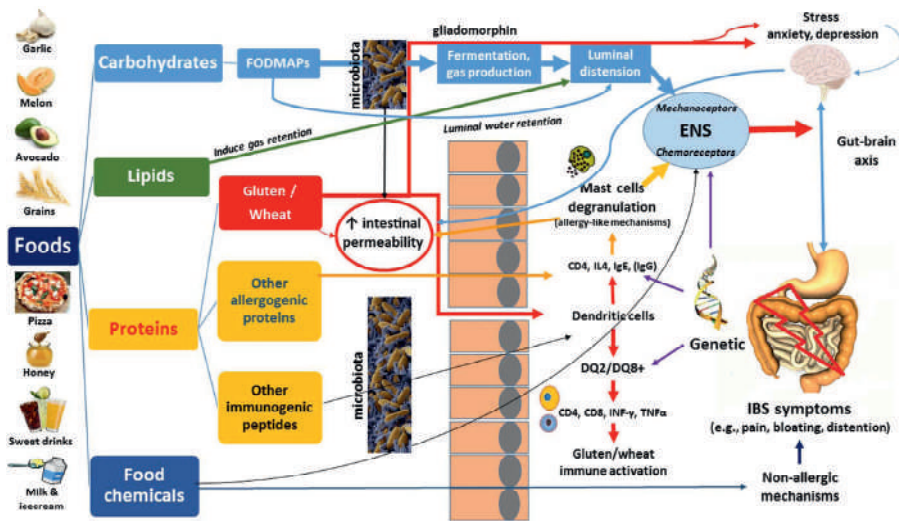 Garlic
Melon
Avocado
Grains
Foods
Pizza
Honey
Sweet drinks
Milk &
icecream
Carbohydrates
FODMAPs
microbiota
Fermentation,
gas production
Luminal
distension
gliadomorphin
Stress
anxiety, depression
Induce gas retention
Luminal water retention
Mechanoceptors
ENS
Chemareceptors
Gut-brain
axis
Lipids
Gluten /
Wheat
↑ intestinal
permeability
Mast cells
degranulation
(allergy-like mechanisms)
Proteins
Other
allergogenic
proteins
CD4, IL4, IgE, (IgG)
Dendritic cells
Genetic
DQ2/DQ8+
Other
immunogenic
peptides
microbiota
CD4, CD8, INF-γ, TNFα
Gluten/wheat
immune activation
IBS symptoms
(e.g., pain, bloating, distention)
Food
chemicals
Non-allergic
mechanisms